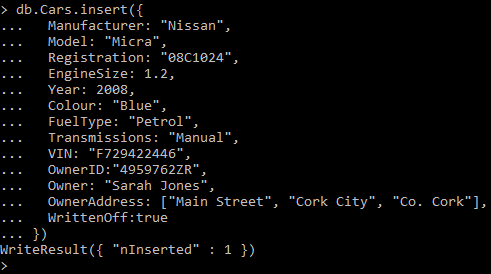 > db.Cars.insert({
...   Manufacturer: "Nissan",
...   Model: "Micra",
...   Registration: "08C1024",
...   EngineSize: 1.2,
...   Year: 2008,
...   Colour: "Blue",
...   FuelType: "Petrol",
...   Transmissions: "Manual",
...   VIN: "F729422446",
...   OwnerID:"4959762ZR",
...   Owner: "Sarah Jones",
...   OwnerAddress: ["Main Street", "Cork City", "Co. Cork"],
...   WrittenOff:true
... })
WriteResult({ "nInserted" : 1 })
>